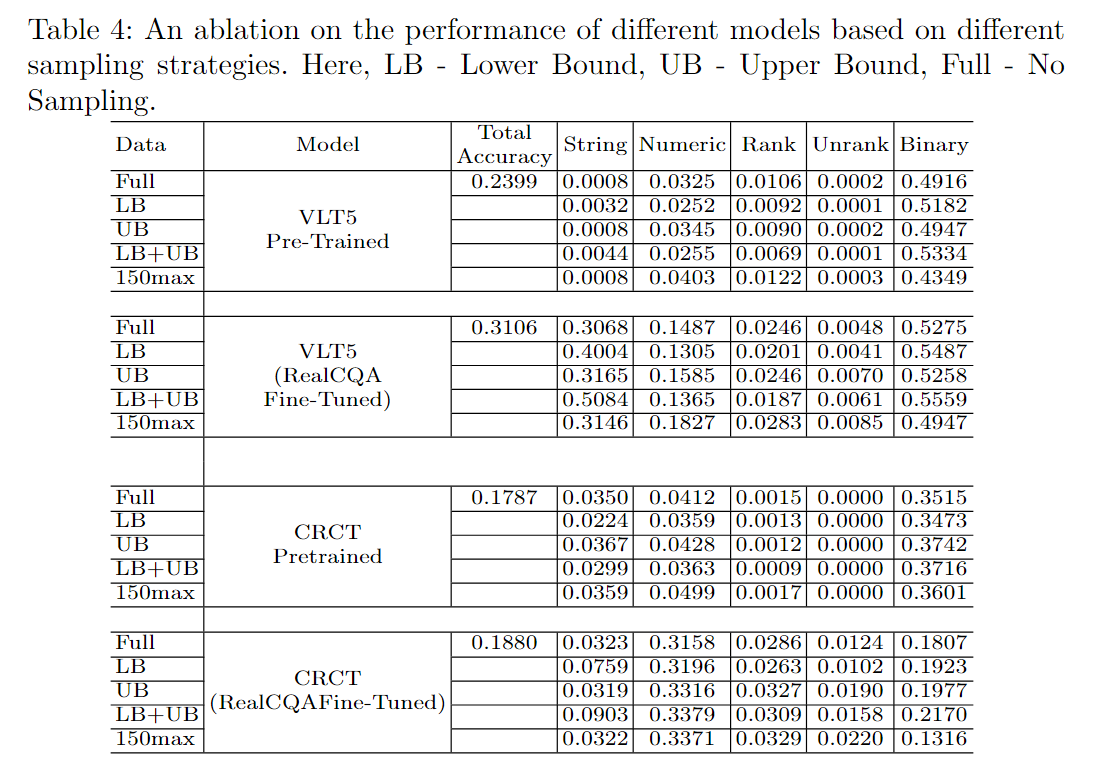 Table 4: An ablation on the performance of different models based on different
sampling strategies. Here, LB - Lower Bound, UB - Upper Bound, Full - No
Sampling.
Data Model Total Accuracy String Numeric Rank Unrank Binary
Full 0.2399 0.0008 0.0325 0.0106 0.0002 0.4916
LB 0.0032 0.0252 0.0092 0.0001 0.5182
VLT5
UB 0.0008 0.0345 0.0090 0.0002 0.4947
Pre-Trained
LB+UB 0.0044 0.0255 0.0069 0.0001 0.5334
150max 0.0008 0.0403 0.0122 0.0003 0.4349
Full 0.3106 0.3068 0.1487 0.0246 0.0048 0.5275
LB VLT5 0.4004 0.1305 0.0201 0.0041 0.5487
UB (RealCQA 0.3165 0.1585 0.0246 0.0070 0.5258
LB+UB Fine-Tuned) 0.5084 0.1365 0.0187 0.0061 0.5559
150max 0.3146 0.1827 0.0283 0.0085 0.4947
Full 0.1787 0.0350 0.0412 0.0015 0.0000 0.3515
LB 0.0224 0.0359 0.0013 0.0000 0.3473
CRCT
UB 0.0367 0.0428 0.0012 0.0000 0.3742
Pretrained
LB+UB 0.0299 0.0363 0.0009 0.0000 0.3716
150max 0.0359 0.0499 0.0017 0.0000 0.3601
Full 0.1880 0.0323 0.3158 0.0286 0.0124 0.1807
LB 0.0759 0.3196 0.0263 0.0102 0.1923
CRCT
UB 0.0319 0.3316 0.0327 0.0190 0.1977
(RealCQAFine-Tuned)
LB+UB 0.0903 0.3379 0.0309 0.0158 0.2170
150max 0.0322 0.3371 0.0329 0.0220 0.1316